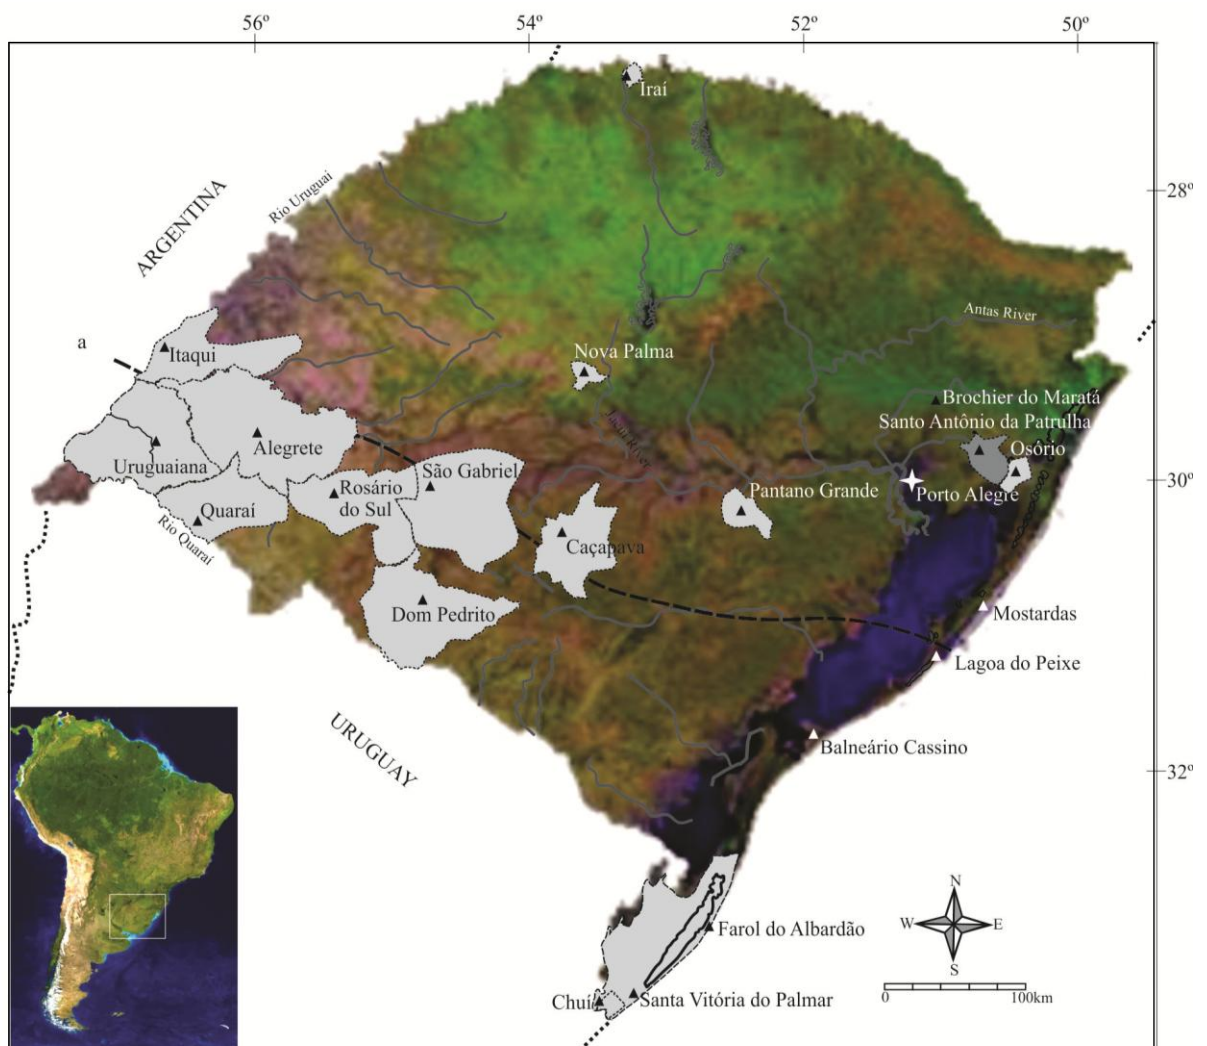 56º
54º
52º
50º
Iraí
28º
Rio Uruguai
ARGENTINA
Antas River
a
Itaqui
Nova Palma
Brochier do Maratá
Santo Antônio da Patrulha
Jacuí River
Alegrete
Osôrio
Uruguaiana
São Gabriel
30º
Rosário
do Sul
Pantano Grande
Porto Alegre
Quaraí
Rio Quaraí
Caçapava
Dom Pedrito
Mostardas
Lagoa do Peixe
URUGUAY
Balneário Cassino
32º
N
W
E
S
Farol do Albardão
Chuí
Santa Vitória do Palmar
0
100km